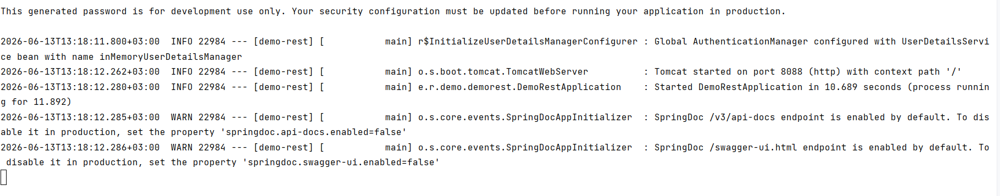 This generated password is for development use only. Your security configuration must be updated before running your application in production.
2026-06-13T13:18:11.800+03:00  INFO 22984 --- [demo-rest] [           main] r$InitializeUserDetailsManagerConfigurer : Global AuthenticationManager configured with UserDetailsServi
ce bean with name inMemoryUserDetailsManager
2026-06-13T13:18:12.262+03:00  INFO 22984 --- [demo-rest] [           main] o.s.boot.tomcat.TomcatWebServer          : Tomcat started on port 8088 (http) with context path '/'
2026-06-13T13:18:12.280+03:00  INFO 22984 --- [demo-rest] [           main] e.r.demo.demorest.DemoRestApplication    : Started DemoRestApplication in 10.689 seconds (process runnin
g for 11.892)
2026-06-13T13:18:12.285+03:00  WARN 22984 --- [demo-rest] [           main] o.s.core.events.SpringDocAppInitializer  : SpringDoc /v3/api-docs endpoint is enabled by default. To dis
able it in production, set the property 'springdoc.api-docs.enabled=false'
2026-06-13T13:18:12.286+03:00  WARN 22984 --- [demo-rest] [           main] o.s.core.events.SpringDocAppInitializer  : SpringDoc /swagger-ui.html endpoint is enabled by default. To
 disable it in production, set the property 'springdoc.swagger-ui.enabled=false'